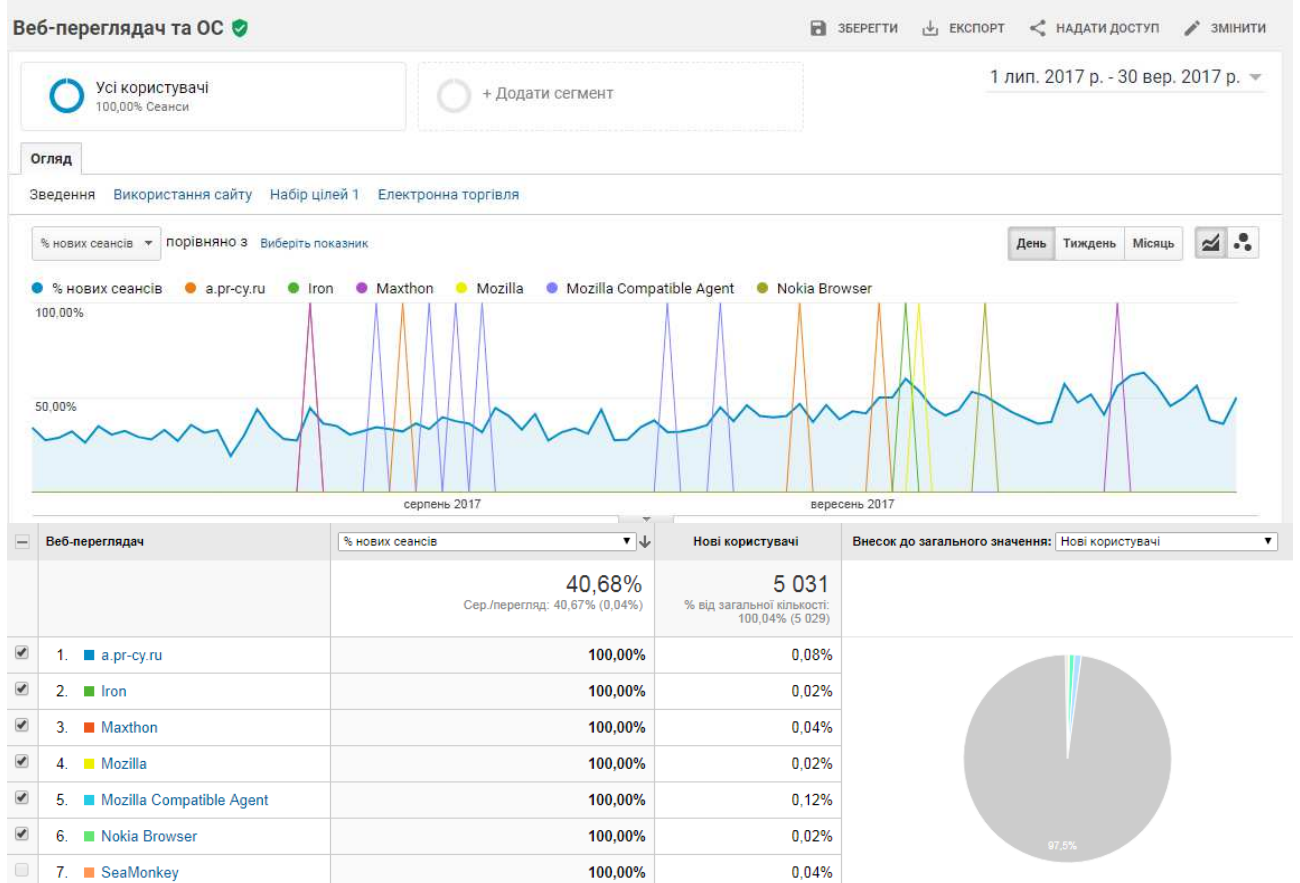 Веб-переглядач та ОС
ЗБЕРЕГТИ ЕКСПОРТ НАДАТИ ДОСТУП ЗМІНИТИ
Усі користувачі
100,00% Сеанси
+ Додати сегмент
1 лип. 2017 р. - 30 вер. 2017 р.
Огляд
Зведення Використання сайту Набір цілей 1 Електронна торгівля
% нових сеансів порівняно з Виберіть показник
День Тиждень Місяць
% нових сеансів a.pr-cy.ru Iron Maxthon Mozilla Mozilla Compatible Agent Nokia Browser
100,00%
50,00%
серпень 2017 вересень 2017
Веб-переглядач % нових сеансів Нові користувачі Внесок до загального значення: Нові користувачі
40,68% 5 031
Сер./перегляд: 40,67% (0,04%) % від загальної кількості:
100,04% (5 029)
1. a.pr-cy.ru 100,00% 0,08%
2. Iron 100,00% 0,02%
3. Maxthon 100,00% 0,04%
4. Mozilla 100,00% 0,02%
5. Mozilla Compatible Agent 100,00% 0,12%
6. Nokia Browser 100,00% 0,02%
97,5%
7. SeaMonkey 100,00% 0,04%